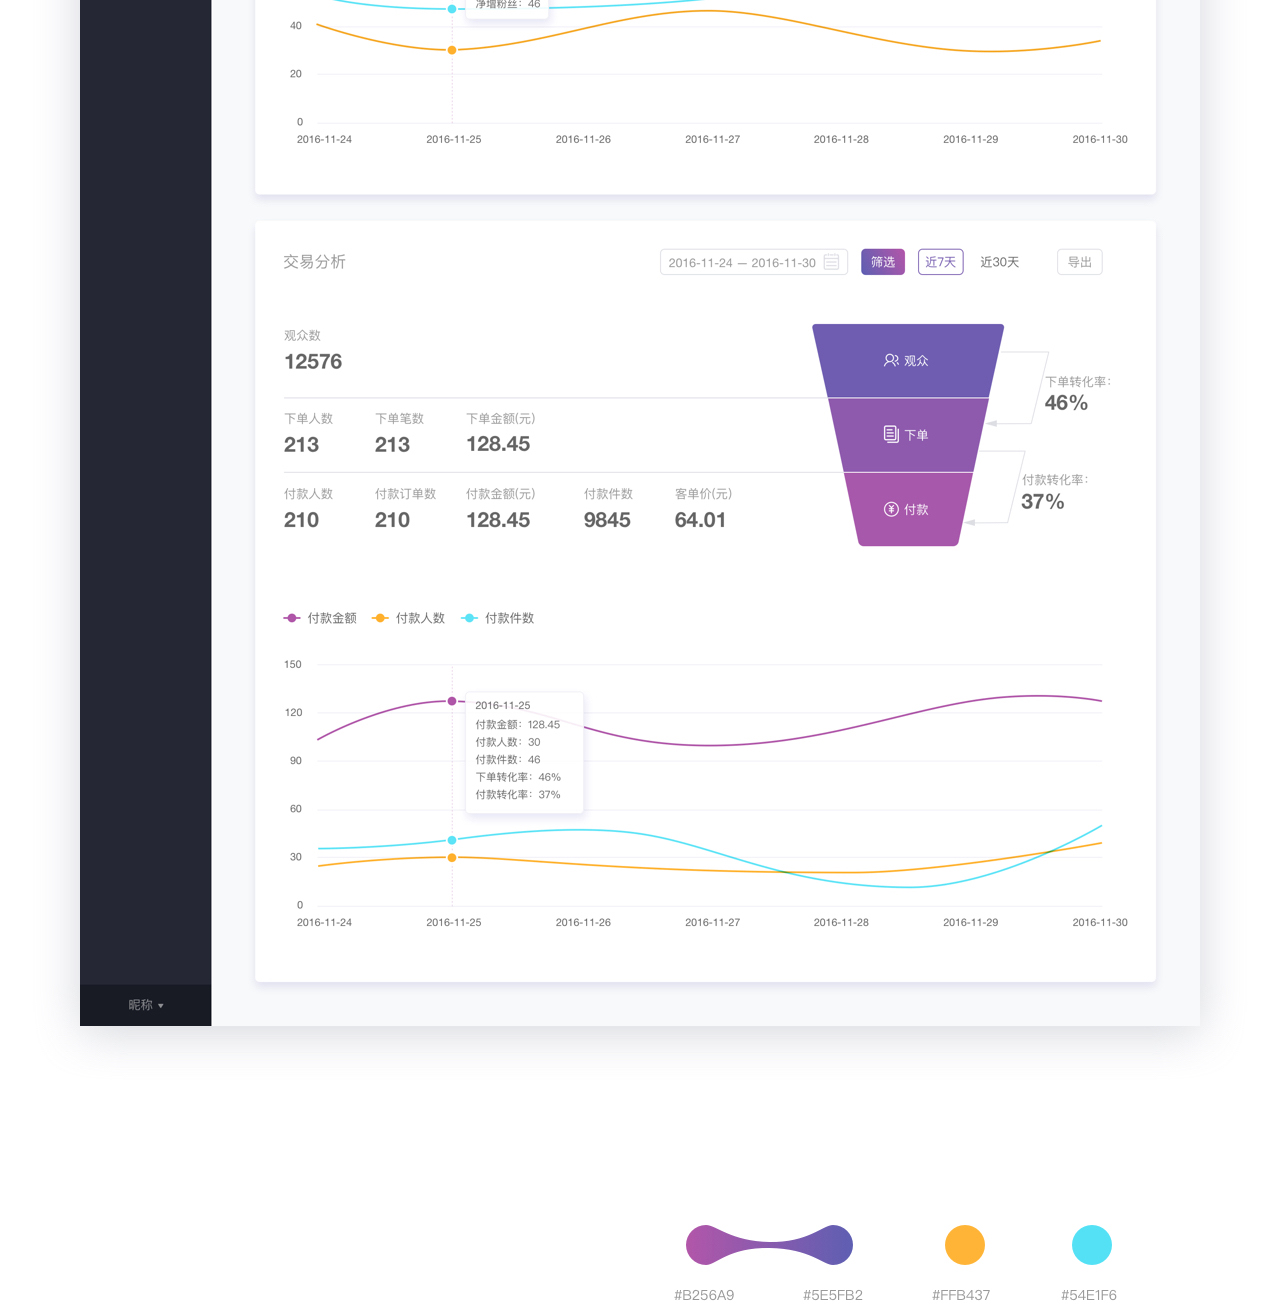 净增粉丝：46
40
20
0
2016-11-24 2016-11-25 2016-11-26 2016-11-27 2016-11-28 2016-11-29 2016-11-30
交易分析 2016-11-24 — 2016-11-30 筛选 近7天 近30天 导出
观众数
12576
观众
下单转化率：
46%
下单人数 下单笔数 下单金额(元)
213 213 128.45
下单
付款转化率：
37%
付款人数 付款订单数 付款金额(元) 付款件数 客单价(元)
210 210 128.45 9845 64.01
付款
付款金额 付款人数 付款件数
150
120
90
60
30
0
2016-11-25
付款金额：128.45
付款人数：30
付款件数：46
下单转化率：46%
付款转化率：37%
2016-11-24 2016-11-25 2016-11-26 2016-11-27 2016-11-28 2016-11-29 2016-11-30
昵称
#B256A9 #5E5FB2 #FFB437 #54E1F6